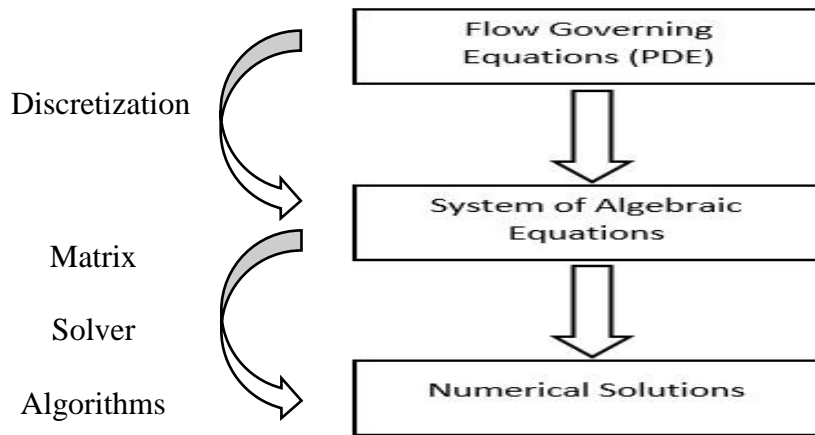 Flow Governing
Equations (PDE)
Discretization
System of Algebraic
Equations
Matrix
Solver
Algorithms
Numerical Solutions